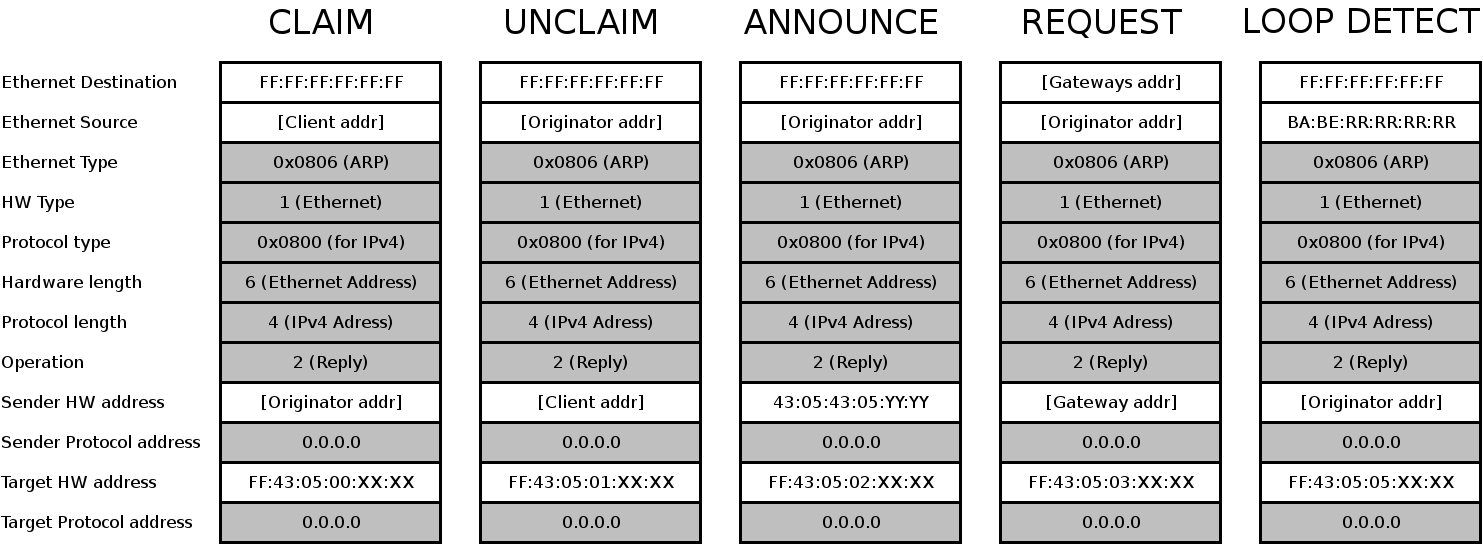 CLAIM UNCLAIM ANNOUNCE REQUEST LOOP DETECT
Ethernet Destination FF:FF:FF:FF:FF:FF FF:FF:FF:FF:FF:FF FF:FF:FF:FF:FF:FF [Gateways addr] FF:FF:FF:FF:FF:FF
Ethernet Source [Client addr] [Originator addr] [Originator addr] [Originator addr] BA:BE:RR:RR:RR:RR
Ethernet Type 0x0806 (ARP) 0x0806 (ARP) 0x0806 (ARP) 0x0806 (ARP) 0x0806 (ARP)
HW Type 1 (Ethernet) 1 (Ethernet) 1 (Ethernet) 1 (Ethernet) 1 (Ethernet)
Protocol type 0x0800 (for IPv4) 0x0800 (for IPv4) 0x0800 (for IPv4) 0x0800 (for IPv4) 0x0800 (for IPv4)
Hardware length 6 (Ethernet Address) 6 (Ethernet Address) 6 (Ethernet Address) 6 (Ethernet Address) 6 (Ethernet Address)
Protocol length 4 (IPv4 Adress) 4 (IPv4 Adress) 4 (IPv4 Adress) 4 (IPv4 Adress) 4 (IPv4 Adress)
Operation 2 (Reply) 2 (Reply) 2 (Reply) 2 (Reply) 2 (Reply)
Sender HW address [Originator addr] [Client addr] 43:05:43:05:YY:YY [Gateway addr] [Originator addr]
Sender Protocol address 0.0.0.0 0.0.0.0 0.0.0.0 0.0.0.0 0.0.0.0
Target HW address FF:43:05:00:XX:XX FF:43:05:01:XX:XX FF:43:05:02:XX:XX FF:43:05:03:XX:XX FF:43:05:05:XX:XX
Target Protocol address 0.0.0.0 0.0.0.0 0.0.0.0 0.0.0.0 0.0.0.0